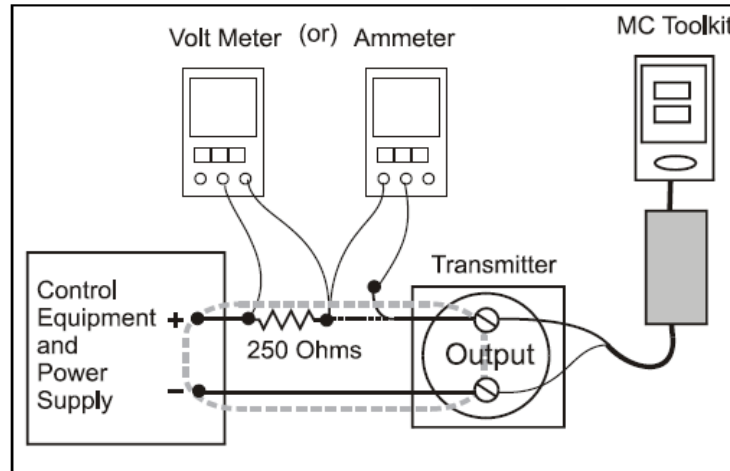 Volt Meter (or) Ammeter
MC Toolkit
Transmitter
Control
Equipment
and
Power
Supply
+
-
250 Ohms
Output